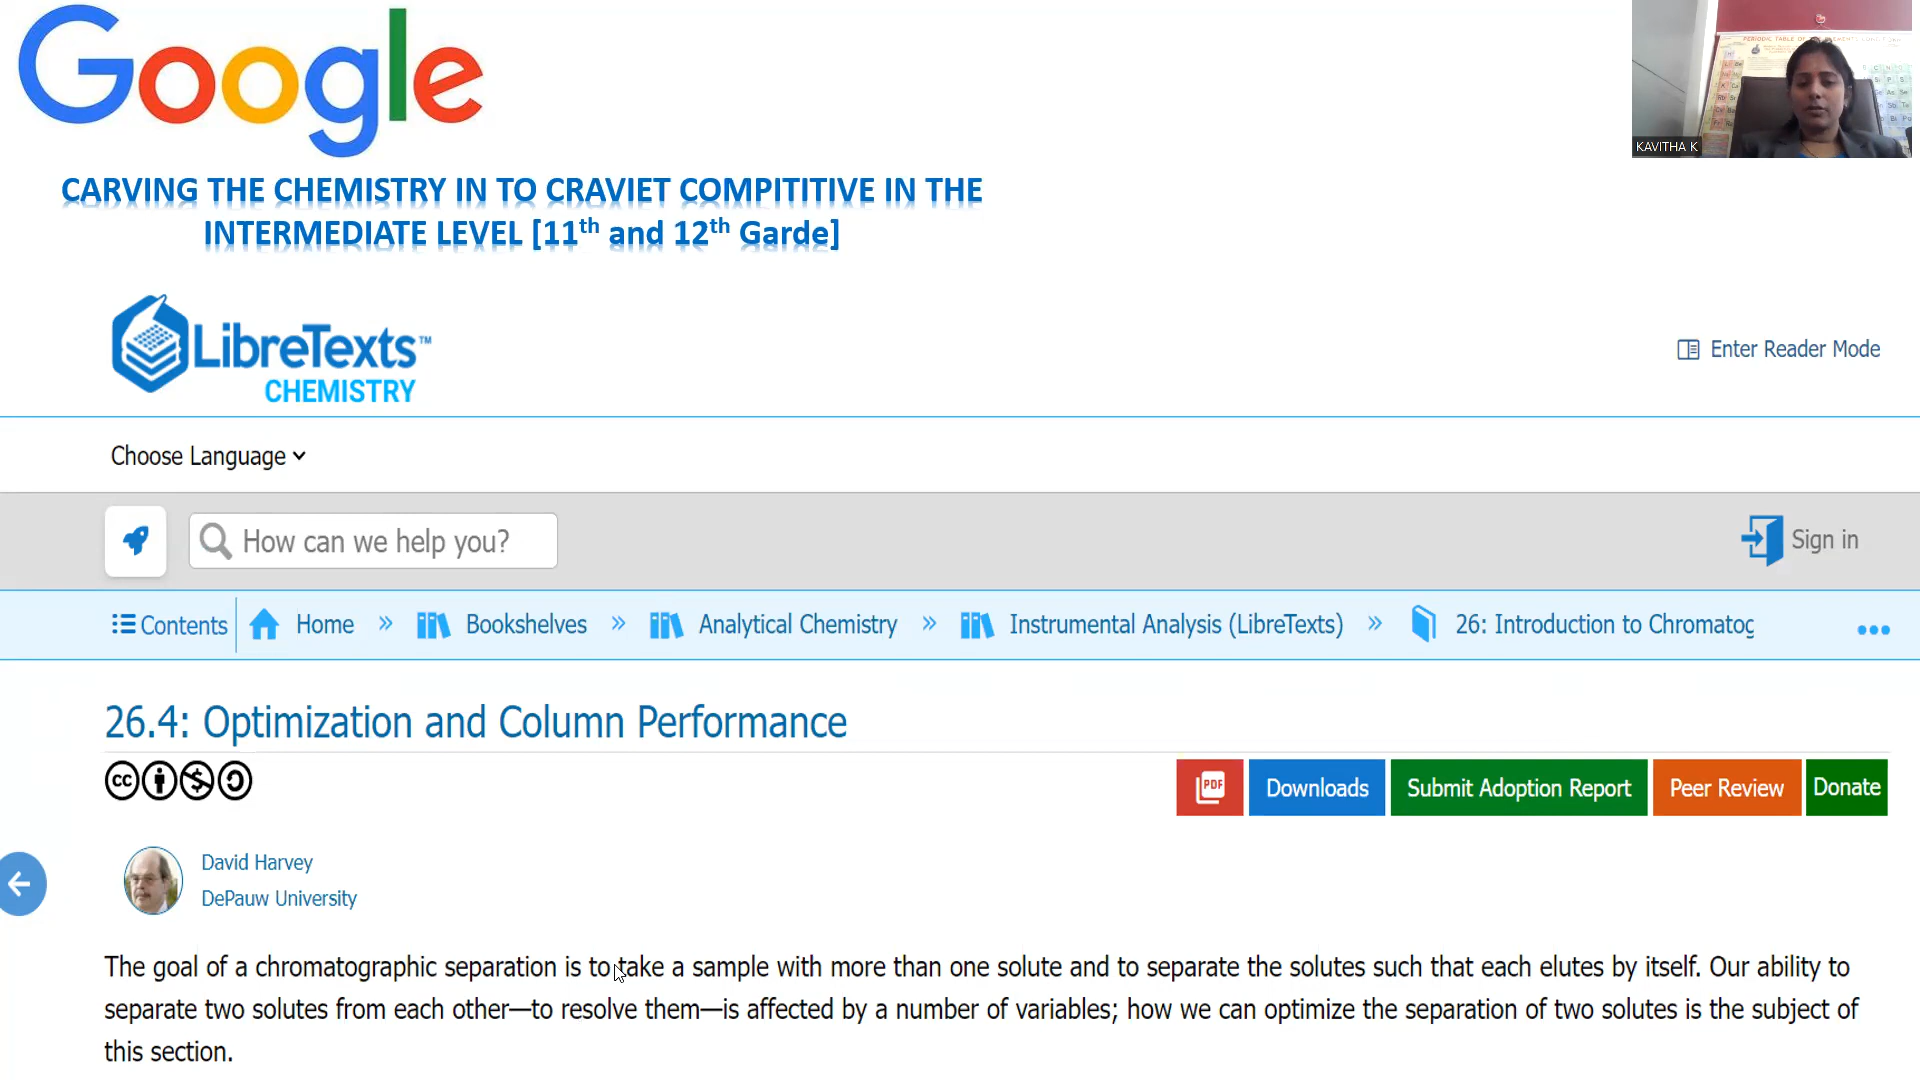 Google
CARVING THE CHEMISTRY IN TO CRAVIET COMPITITIVE IN THE
INTERMEDIATE LEVEL [11th and 12th Garde]
KAVITHA K
LibreTexts™
CHEMISTRY
Enter Reader Mode
Choose Language
How can we help you?
Sign in
Contents Home » Bookshelves » Analytical Chemistry » Instrumental Analysis (LibreTexts) » 26: Introduction to Chromatog
26.4: Optimization and Column Performance
cc
PDF Downloads Submit Adoption Report Peer Review Donate
David Harvey
DePauw University
The goal of a chromatographic separation is to take a sample with more than one solute and to separate the solutes such that each elutes by itself. Our ability to
separate two solutes from each other—to resolve them—is affected by a number of variables; how we can optimize the separation of two solutes is the subject of
this section.